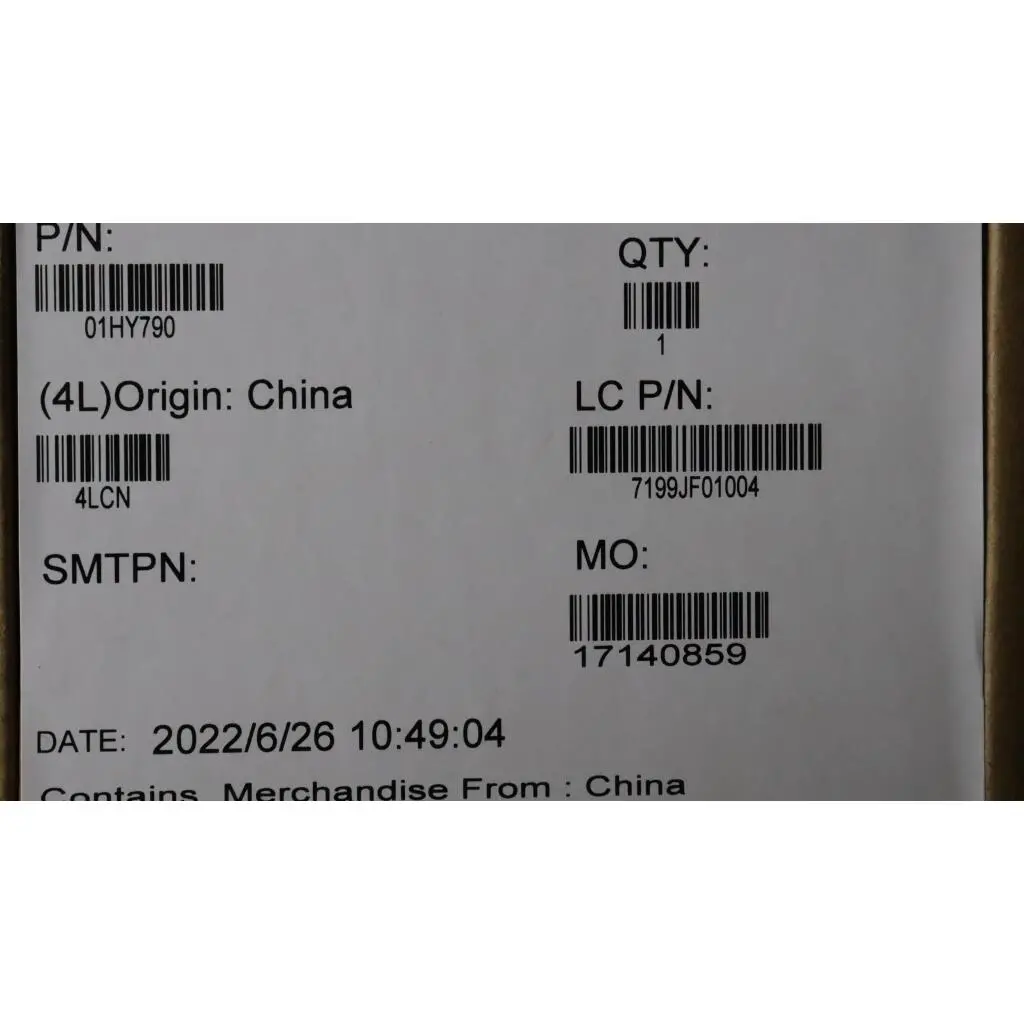 P/N:
01HY790
QTY:
1
(4L)Origin: China
4LCN
LC P/N:
7199JF01004
SMTPN:
MO:
17140859
DATE: 2022/6/26 10:49:04
Contains Merchandise From : China